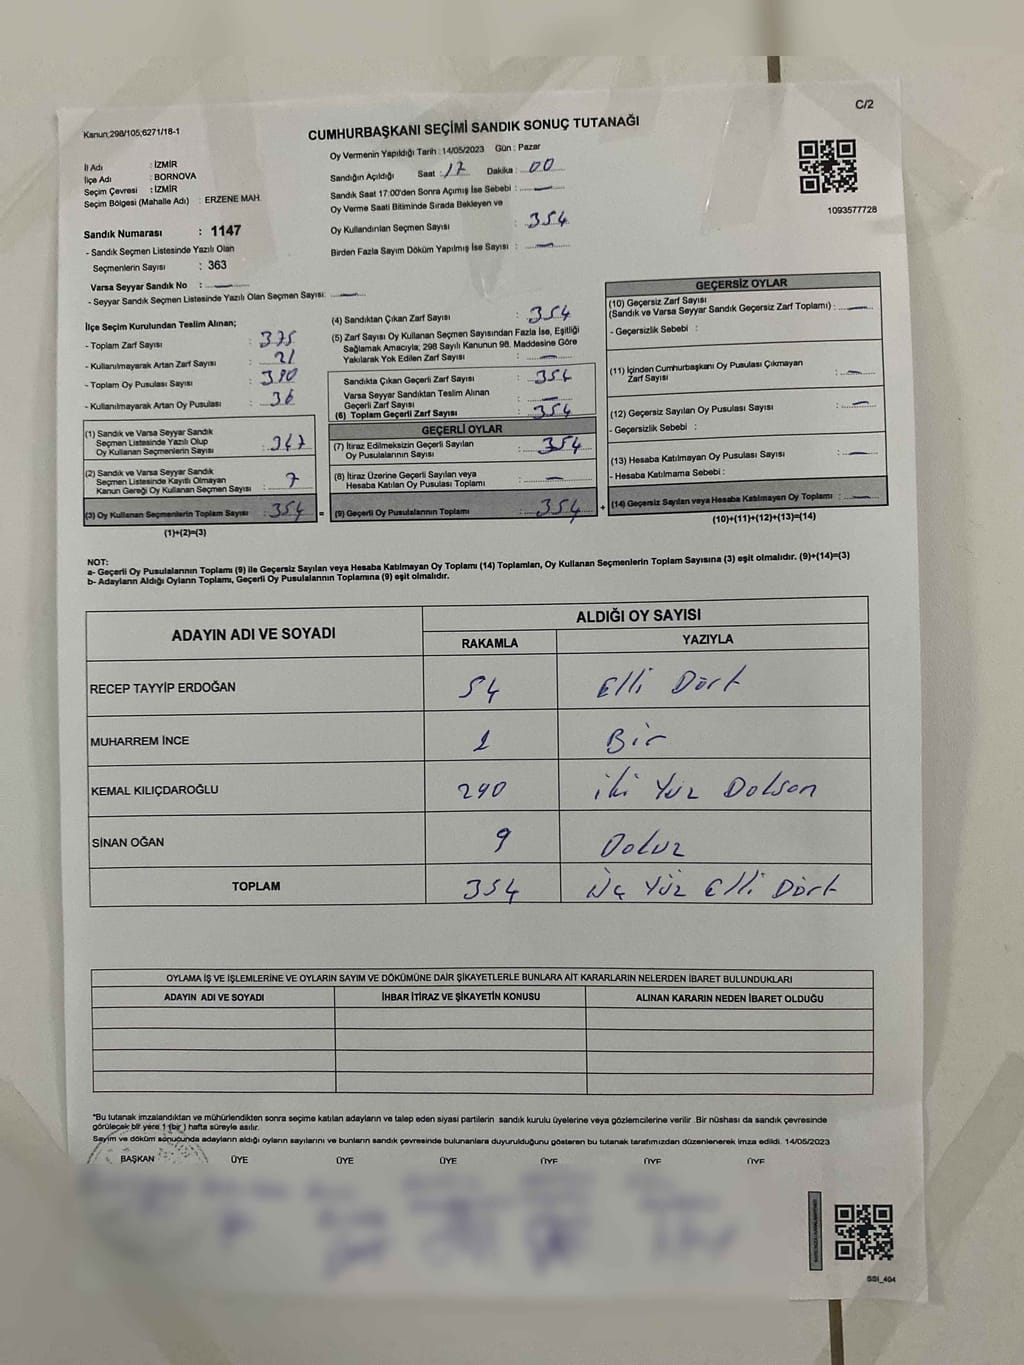 C/2
Kanun;298/105;6271/18-1
CUMHURBAŞKANI SEÇİMİ SANDIK SONUÇ TUTANAĞI
İl Adı : İZMİR
İlçe Adı : BORNOVA
Seçim Çevresi : İZMİR
Seçim Bölgesi (Mahalle Adı) : ERZENE MAH.
Sandık Numarası : 1147
- Sandık Seçmen Listesinde Yazılı Olan
Seçmenlerin Sayısı : 363
Varsa Seyyar Sandık No : —
- Seyyar Sandık Seçmen Listesinde Yazılı Olan Seçmen Sayısı: —
Oy Vermenin Yapıldığı Tarih : 14/05/2023 Gün : Pazar
Sandığın Açıldığı Saat : 17 Dakika : 00
Sandık Saat 17:00'den Sonra Açımış İse Sebebi : —
Oy Verme Saati Bitiminde Sırada Bekleyen ve
Oy Kullandırılan Seçmen Sayısı : 354
Birden Fazla Sayım Döküm Yapılmış İse Sayısı : —
1093577728
İlçe Seçim Kurulundan Teslim Alınan;
- Toplam Zarf Sayısı : 375
- Kullanılmayarak Artan Zarf Sayısı : 21
- Toplam Oy Pusulası Sayısı : 390
- Kullanılmayarak Artan Oy Pusulası : 36
(1) Sandık ve Varsa Seyyar Sandık
Seçmen Listesinde Yazılı Olup
Oy Kullanan Seçmenlerin Sayısı : 347
(2) Sandık ve Varsa Seyyar Sandık
Seçmen Listesinde Kayıtlı Olmayan
Kanun Gereği Oy Kullanan Seçmen Sayısı : 7
(3) Oy Kullanan Seçmenlerin Toplam Sayısı : 354 =
(1)+(2)=(3)
(4) Sandıktan Çıkan Zarf Sayısı : 354
(5) Zarf Sayısı Oy Kullanan Seçmen Sayısından Fazla İse, Eşitliği
Sağlamak Amacıyla; 298 Sayılı Kanunun 98. Maddesine Göre
Yakılarak Yok Edilen Zarf Sayısı : —
Sandıkta Çıkan Geçerli Zarf Sayısı : 354
Varsa Seyyar Sandıktan Teslim Alınan
Geçerli Zarf Sayısı : —
(6) Toplam Geçerli Zarf Sayısı : 354
GEÇERLİ OYLAR
(7) İtiraz Edilmeksizin Geçerli Sayılan
Oy Pusulalarının Sayısı : 354
(8) İtiraz Üzerine Geçerli Sayılan veya
Hesaba Katılan Oy Pusulası Toplamı : —
(9) Geçerli Oy Pusulalarının Toplamı : 354 +
GEÇERSİZ OYLAR
(10) Geçersiz Zarf Sayısı
(Sandık ve Varsa Seyyar Sandık Geçersiz Zarf Toplamı) : —
- Geçersizlik Sebebi :
(11) İçinden Cumhurbaşkanı Oy Pusulası Çıkmayan
Zarf Sayısı : —
(12) Geçersiz Sayılan Oy Pusulası Sayısı : —
- Geçersizlik Sebebi :
(13) Hesaba Katılmayan Oy Pusulası Sayısı : —
- Hesaba Katılmama Sebebi :
(14) Geçersiz Sayılan veya Hesaba Katılmayan Oy Toplamı : —
(10)+(11)+(12)+(13)=(14)
NOT:
a- Geçerli Oy Pusulalarının Toplamı (9) ile Geçersiz Sayılan veya Hesaba Katılmayan Oy Toplamı (14) Toplamları, Oy Kullanan Seçmenlerin Toplam Sayısına (3) eşit olmalıdır. (9)+(14)=(3)
b- Adayların Aldığı Oyların Toplamı, Geçerli Oy Pusulalarının Toplamına (9) eşit olmalıdır.
ADAYIN ADI VE SOYADI
ALDIĞI OY SAYISI
RAKAMLA YAZIYLA
RECEP TAYYİP ERDOĞAN 54 Elli Dört
MUHARREM İNCE 1 Bir
KEMAL KILIÇDAROĞLU 290 iki Yüz Doksan
SİNAN OĞAN 9 Dokuz
TOPLAM 354 Üç Yüz Elli Dört
OYLAMA İŞ VE İŞLEMLERİNE VE OYLARIN SAYIM VE DÖKÜMÜNE DAİR ŞİKAYETLERLE BUNLARA AİT KARARLARIN NELERDEN İBARET BULUNDUKLARI
ADAYIN ADI VE SOYADI İHBAR İTİRAZ VE ŞİKAYETİN KONUSU ALINAN KARARIN NEDEN İBARET OLDUĞU
*Bu tutanak imzalandıktan ve mühürlendikten sonra seçime katılan adayların ve talep eden siyasi partilerin sandık kurulu üyelerine veya gözlemcilerine verilir. Bir nüshası da sandık çevresinde
görülecek bir yere 1 (bir ) hafta süreyle asılır.
Sayım ve döküm sonucunda adayların aldığı oyların sayılarını ve bunların sandık çevresinde bulunanlara duyurulduğunu gösteren bu tutanak tarafımızdan düzenlenerek imza edildi. 14/05/2023
BAŞKAN ÜYE ÜYE ÜYE ÜYE ÜYE ÜYE
SSI_404